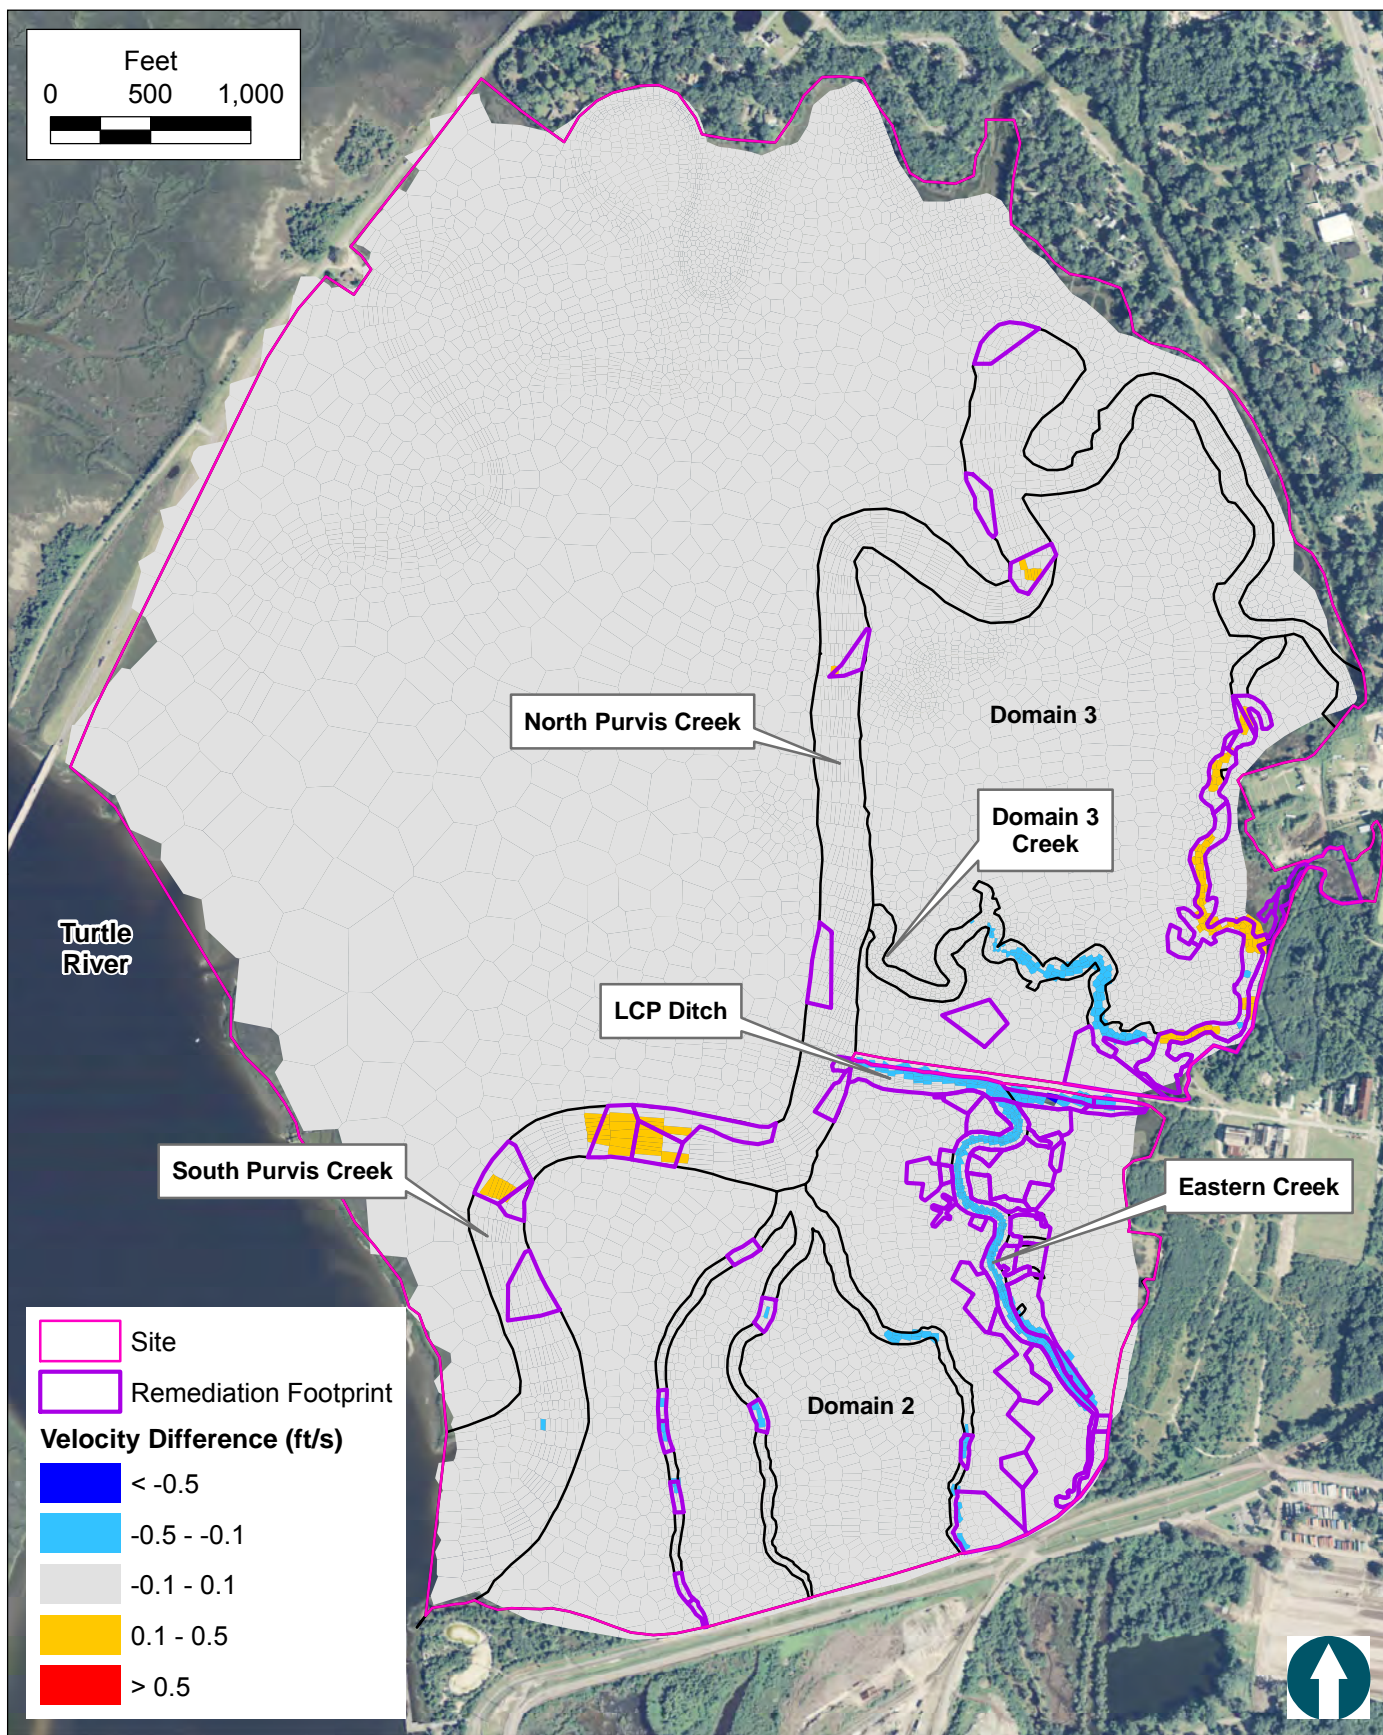 Feet
0 500 1,000
North Purvis Creek
Domain 3
Domain 3
Creek
Turtle
River
LCP Ditch
South Purvis Creek
Eastern Creek
Domain 2
Site
Remediation Footprint
Velocity Difference (ft/s)
< -0.5
-0.5 - -0.1
-0.1 - 0.1
0.1 - 0.5
> 0.5